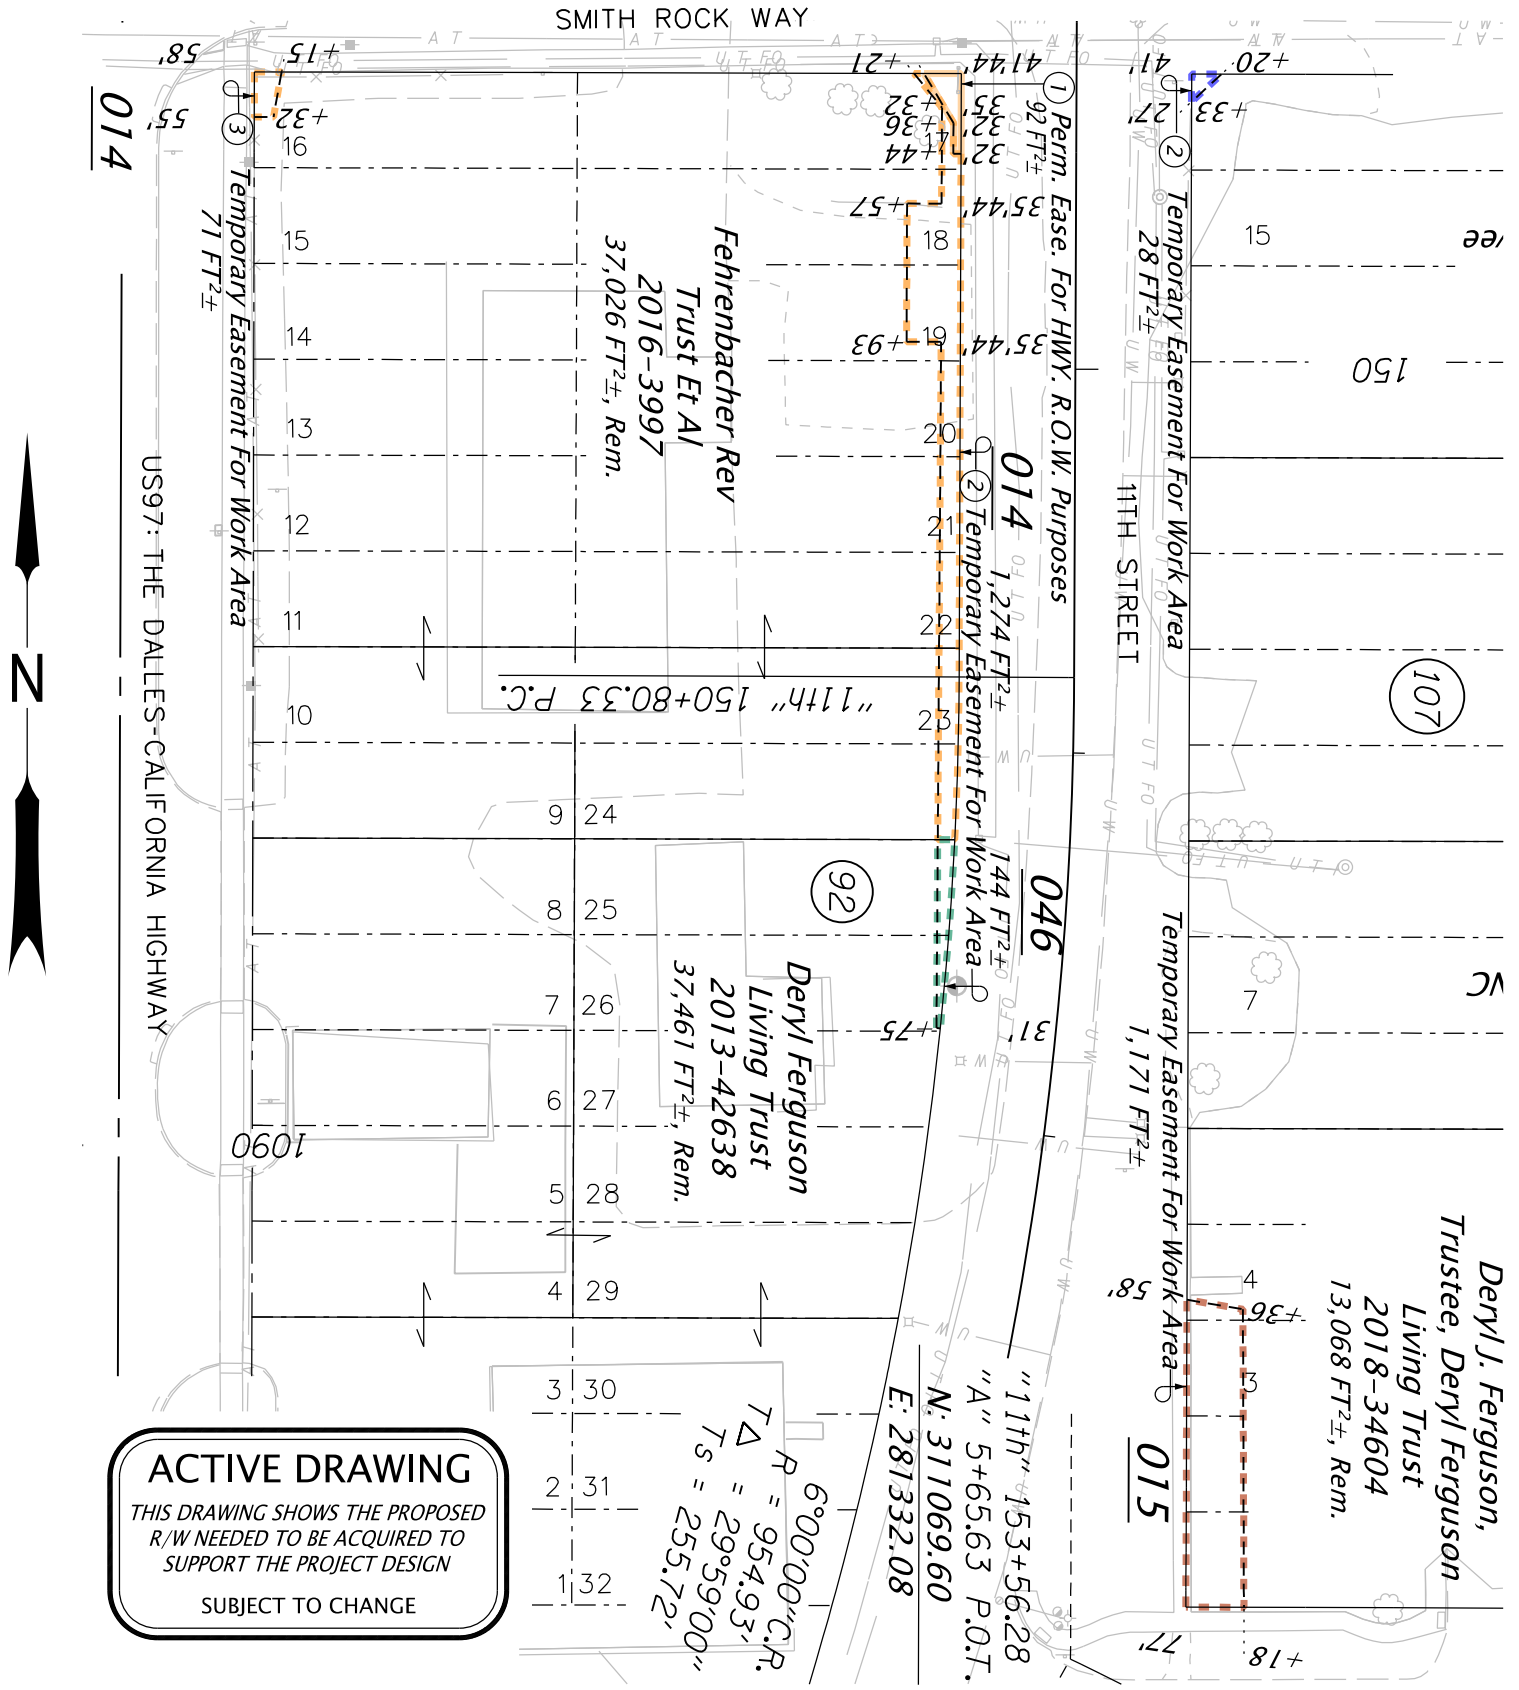 SMITH ROCK WAY
58'
+15
55'
+32
014
3
Temporary Easement For Work Area
71 FT²±
US97: THE DALLES-CALIFORNIA HIGHWAY
N
16
15
14
13
12
11
10
9
8
7
6
5
4
3
2
1
18
19
20
21
22
23
24
25
26
27
28
29
30
31
32
Fehrenbacher Rev
Trust Et Al
2016-3997
37,026 FT²±, Rem.
+21
41'44'
+32
35'
+36
32'
+44
32'
+57
35'44'
+93
35'44'
1
Perm. Ease. For HWY. R.O.W. Purposes
92 FT²±
014
2
Temporary Easement For Work Area
1,274 FT²±
"11th" 150+80.33 P.C.
046
144 FT²±
92
Deryl Ferguson
Living Trust
2013-42638
37,461 FT²±, Rem.
+75
31'
1090
41'
+20
27'
+33
2
Temporary Easement For Work Area
28 FT²±
11TH STREET
15
150
107
7
Temporary Easement For Work Area
1,171 FT²±
58'
+36
4
3
015
77'
+18
Deryl J. Ferguson,
Trustee, Deryl Ferguson
Living Trust
2018-34604
13,068 FT²±, Rem.
"11th" 153+56.28
"A" 5+65.63 P.O.T.
N: 311069.60
E: 281332.08
6°00'00"C.R.
R = 954.93'
△ = 29°59'00"
Ts = 255.72'
ACTIVE DRAWING
THIS DRAWING SHOWS THE PROPOSED
R/W NEEDED TO BE ACQUIRED TO
SUPPORT THE PROJECT DESIGN
SUBJECT TO CHANGE